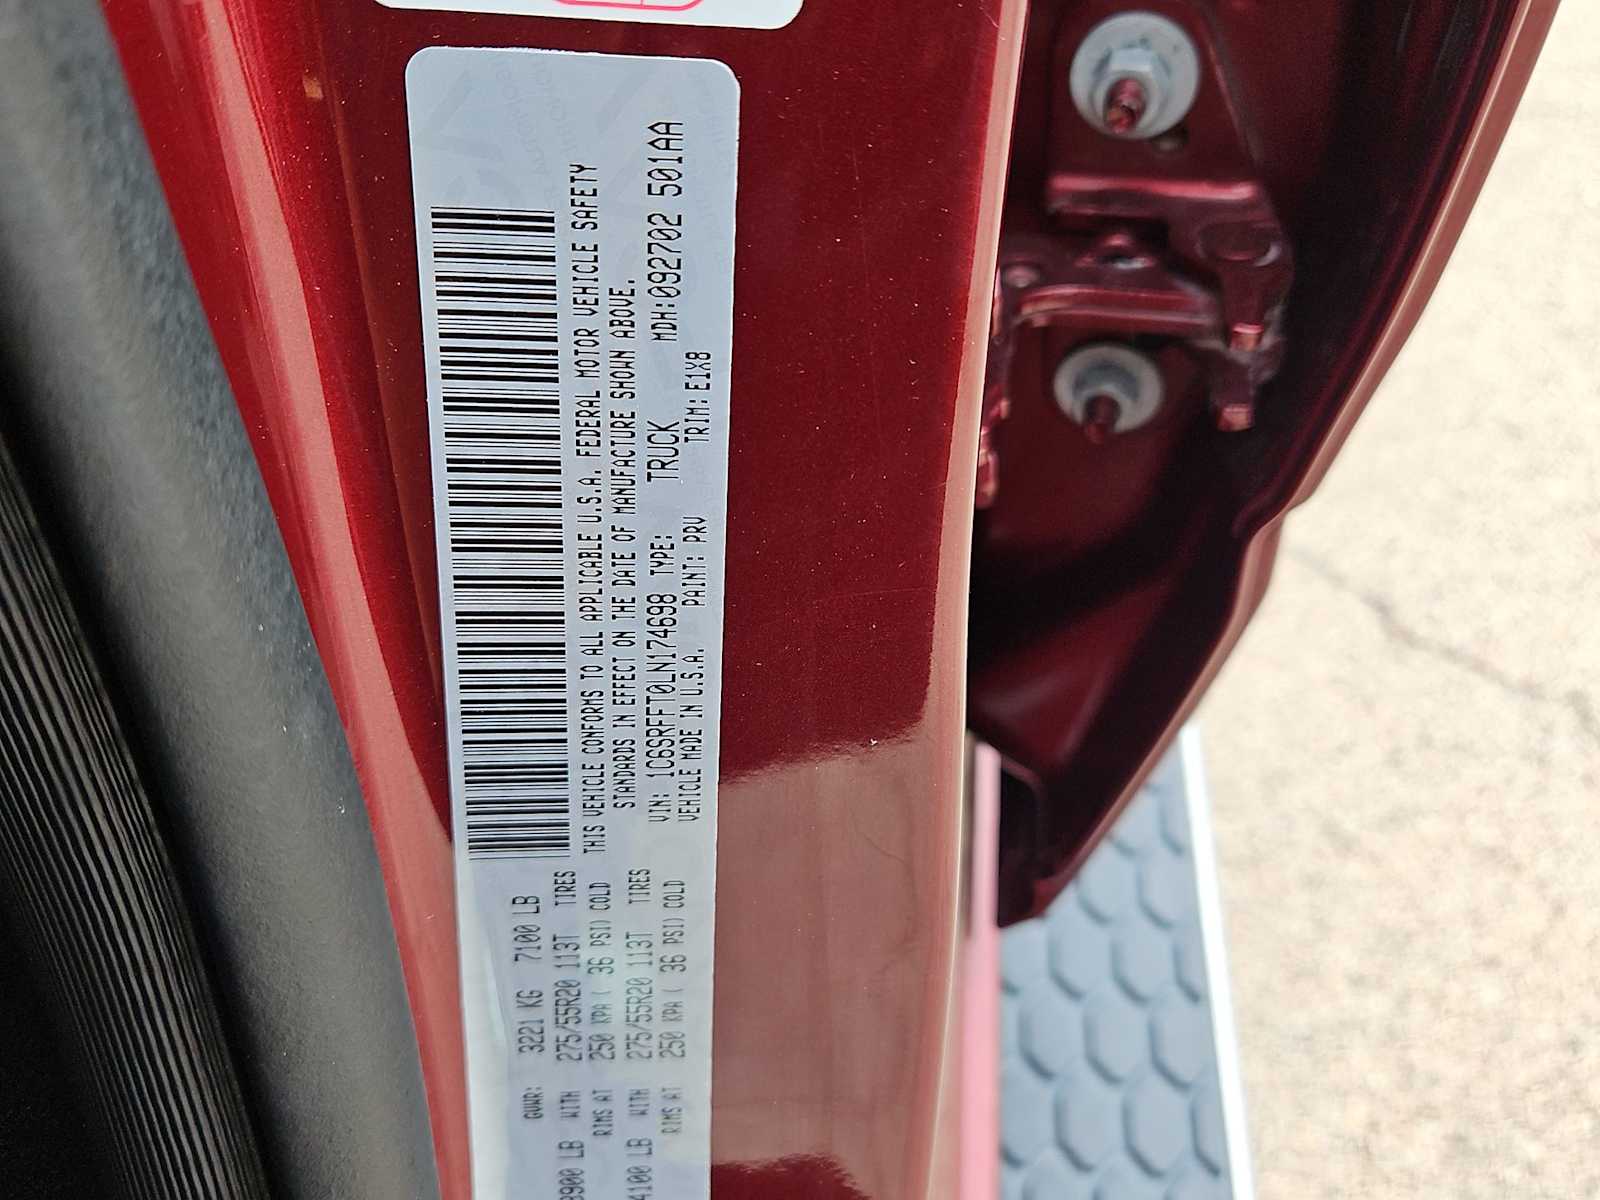 GVWR: 3221 KG 7100 LB
3900 LB WITH 275/55R20 113T TIRES
RIMS AT 250 KPA ( 36 PSI) COLD
4100 LB WITH 275/55R20 113T TIRES
RIMS AT 250 KPA ( 36 PSI) COLD
THIS VEHICLE CONFORMS TO ALL APPLICABLE U.S.A. FEDERAL MOTOR VEHICLE SAFETY
STANDARDS IN EFFECT ON THE DATE OF MANUFACTURE SHOWN ABOVE.
VIN: 1C6SRFFT0LN174698 TYPE: TRUCK MDH:092702 501AA
VEHICLE MADE IN U.S.A. PAINT: PRV TRIM: E1X8